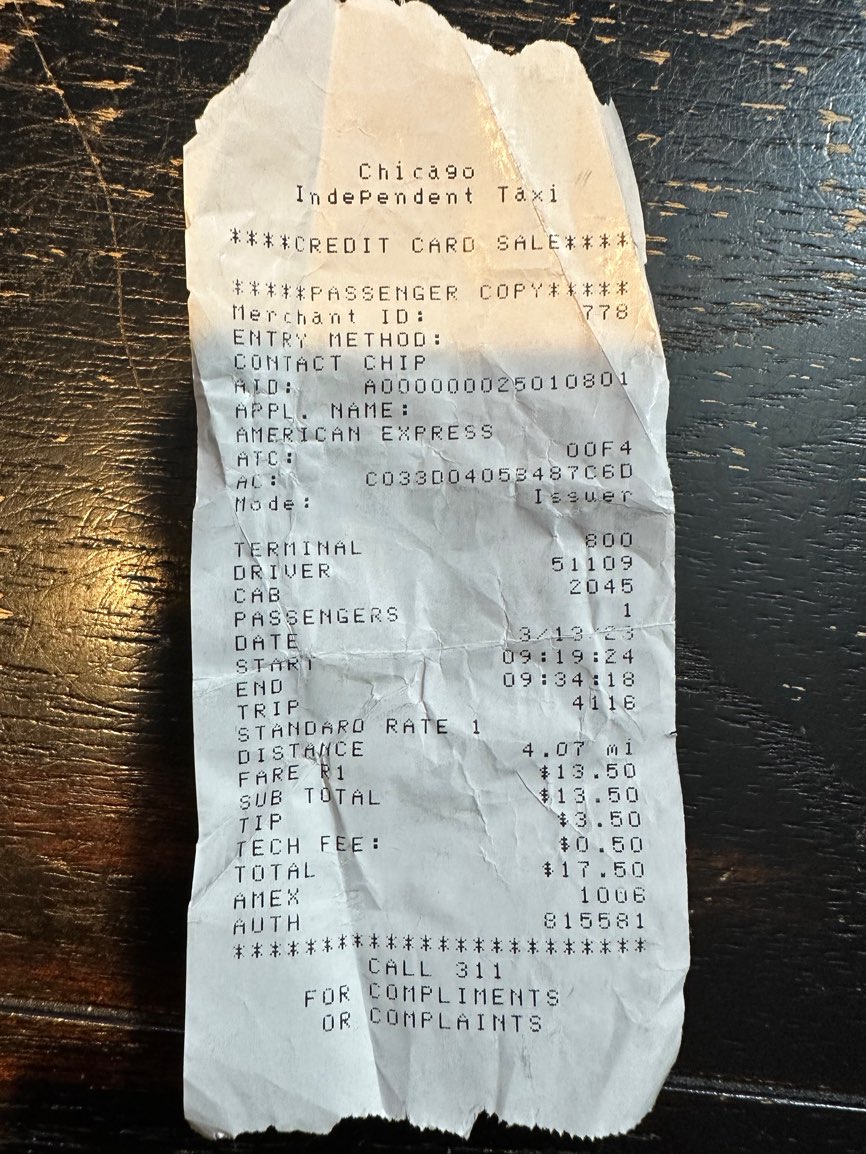 Chicago
Independent Taxi
****CREDIT CARD SALE****
*****PASSENGER COPY*****
Merchant ID: 778
ENTRY METHOD:
CONTACT CHIP
AID: A000000025010801
APPL. NAME:
AMERICAN EXPRESS
ATC: 00F4
AC: C033D04059487C6D
Mode: Issuer
TERMINAL 800
DRIVER 51109
CAB 2045
PASSENGERS 1
DATE 3/13/23
START 09:19:24
END 09:34:18
TRIP 4116
STANDARD RATE 1
DISTANCE 4.07 mi
FARE R1 $13.50
SUB TOTAL $13.50
TIP $3.50
TECH FEE: $0.50
TOTAL $17.50
AMEX 1006
AUTH 815581
***********************
CALL 311
FOR COMPLIMENTS
OR COMPLAINTS